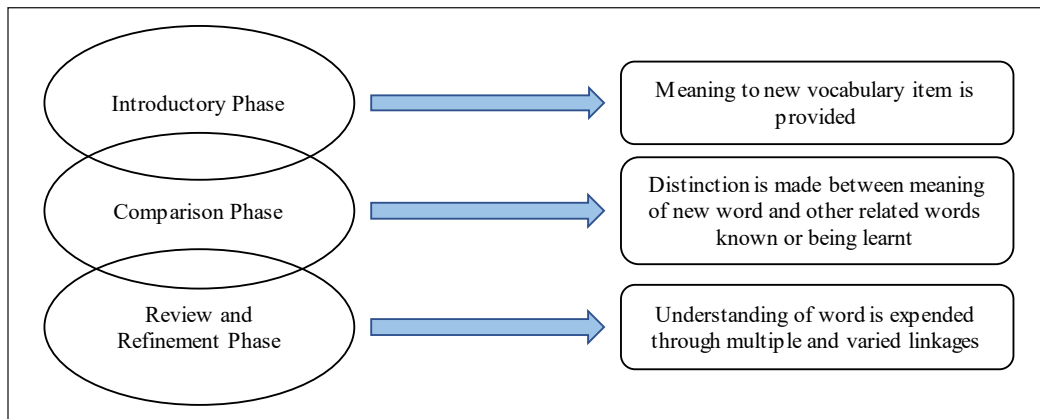 Introductory Phase
Meaning to new vocabulary item is
provided
Comparison Phase
Distinction is made between meaning
of new word and other related words
known or being learnt
Review and
Refinement Phase
Understanding of word is expended
through multiple and varied linkages